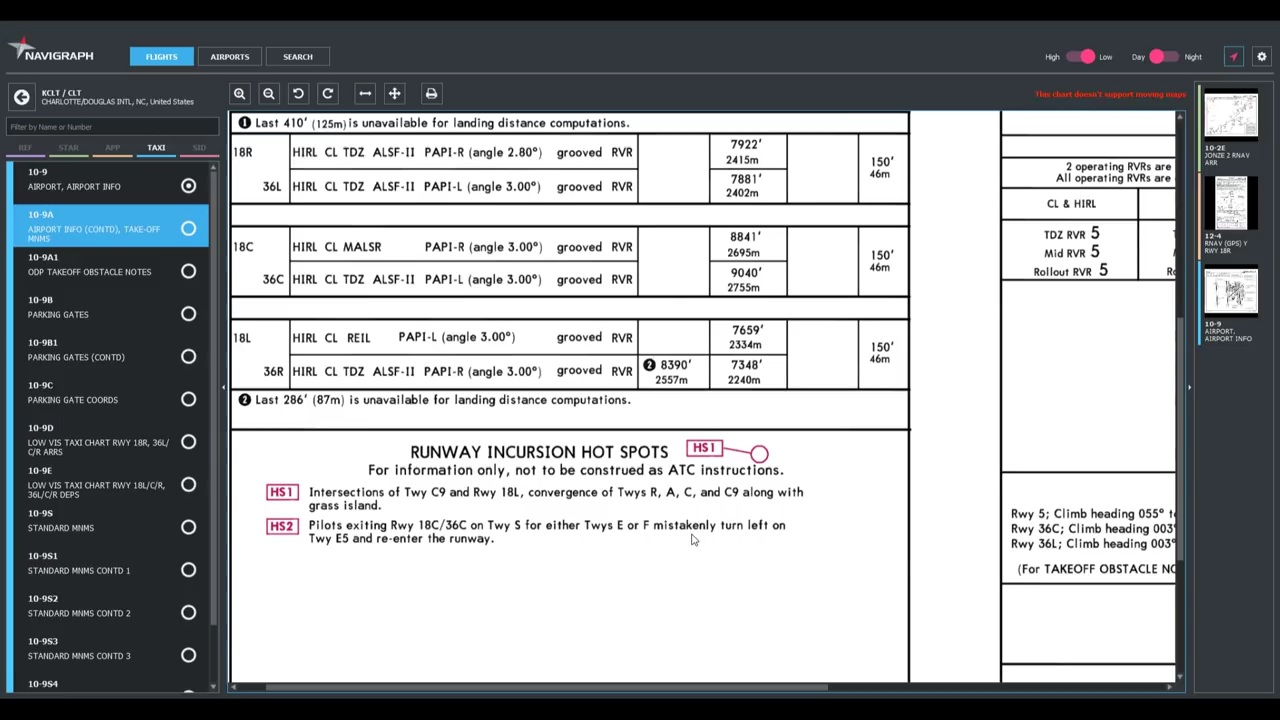 NAVIGRAPH
FLIGHTS
AIRPORTS
SEARCH
High
Low
Day
Night
KCLT / CLT
CHARLOTTE/DOUGLAS INTL, NC, United States
This chart doesn't support moving maps
Filter by Name or Number
REF
STAR
APP
TAXI
SID
10-9
AIRPORT, AIRPORT INFO
10-9A
AIRPORT INFO (CONTD), TAKE-OFF
MNMS
10-9A1
ODP TAKEOFF OBSTACLE NOTES
10-9B
PARKING GATES
10-9B1
PARKING GATES (CONTD)
10-9C
PARKING GATE COORDS
10-9D
LOW VIS TAXI CHART RWY 18R, 36L/
C/R ARRS
10-9E
LOW VIS TAXI CHART RWY 18L/C/R,
36L/C/R DEPS
10-9S
STANDARD MNMS
10-9S1
STANDARD MNMS CONTD 1
10-9S2
STANDARD MNMS CONTD 2
10-9S3
STANDARD MNMS CONTD 3
10-9S4
1 Last 410' (125m) is unavailable for landing distance computations.
18R HIRL CL TDZ ALSF-II PAPI-R (angle 2.80°) grooved RVR 7922'
2415m
150'
46m
36L HIRL CL TDZ ALSF-II PAPI-L (angle 3.00°) grooved RVR 7881'
2402m
18C HIRL CL MALSR PAPI-R (angle 3.00°) grooved RVR 8841'
2695m
150'
46m
36C HIRL CL TDZ ALSF-II PAPI-L (angle 3.00°) grooved RVR 9040'
2755m
18L HIRL CL REIL PAPI-L (angle 3.00°) grooved RVR 7659'
2334m
150'
46m
36R HIRL CL TDZ ALSF-II PAPI-R (angle 3.00°) grooved RVR 2 8390' 7348'
2557m 2240m
2 Last 286' (87m) is unavailable for landing distance computations.
RUNWAY INCURSION HOT SPOTS HS1
For information only, not to be construed as ATC instructions.
HS1 Intersections of Twy C9 and Rwy 18L, convergence of Twys R, A, C, and C9 along with
grass island.
HS2 Pilots exiting Rwy 18C/36C on Twy S for either Twys E or F mistakenly turn left on
Twy E5 and re-enter the runway.
2 operating RVRs are
All operating RVRs are
CL & HIRL
TDZ RVR 5
Mid RVR 5
Rollout RVR 5
Rwy 5; Climb heading 055° t
Rwy 36C; Climb heading 003°
Rwy 36L; Climb heading 003°
(For TAKEOFF OBSTACLE NO
10-2E
JONZE 2 RNAV
ARR
12-4
RNAV (GPS) Y
RWY 18R
10-9
AIRPORT,
AIRPORT INFO